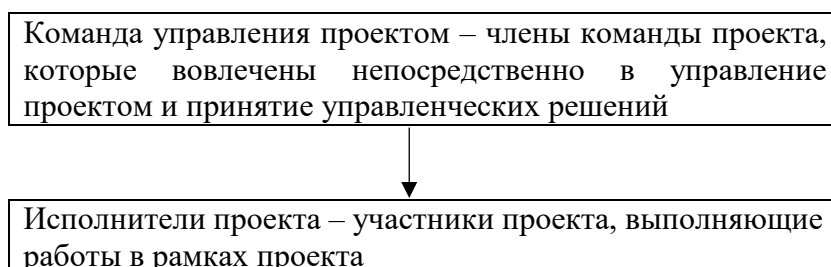 Команда управления проектом – члены команды проекта,
которые вовлечены непосредственно в управление
проектом и принятие управленческих решений
Исполнители проекта – участники проекта, выполняющие
работы в рамках проекта